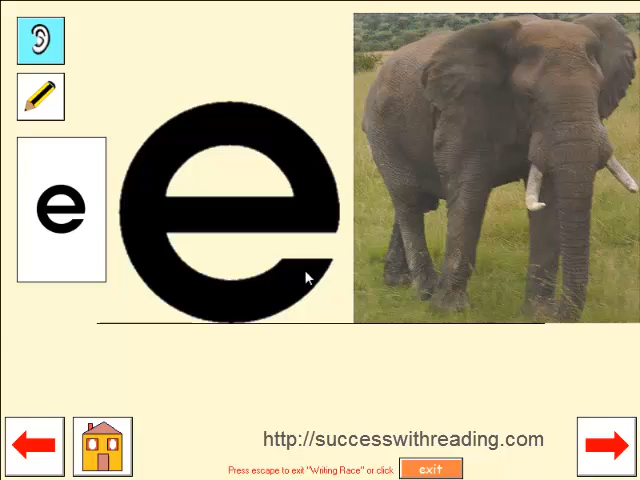 e
e
http://successwithreading.com
Press escape to exit "Writing Race" or click exit